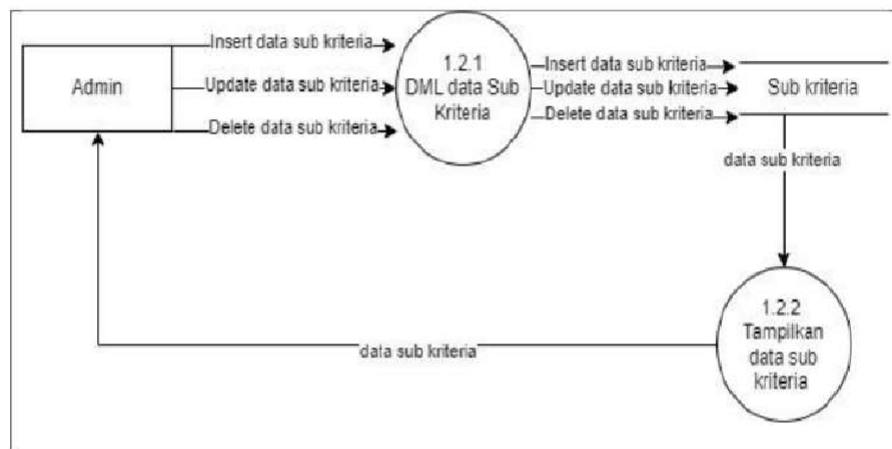 Admin
Insert data sub kriteria
Update data sub kriteria
Delete data sub kriteria
1.2.1
DML data Sub
Kriteria
Insert data sub kriteria
Update data sub kriteria
Delete data sub kriteria
Sub kriteria
data sub kriteria
1.2.2
Tampilkan
data sub
kriteria
data sub kriteria